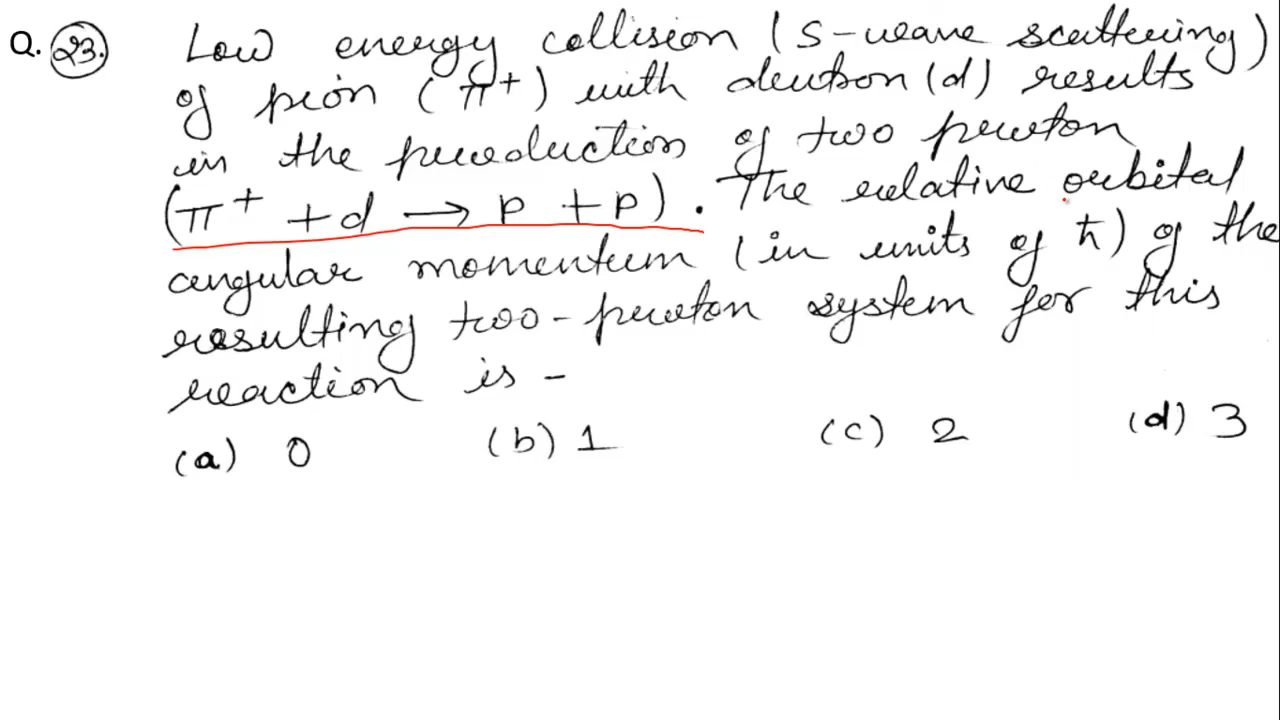 Q. 23. Low energy collision (s-wave scattering)
of pion (π⁺) with deutron (d) results
in the production of two proton
(π⁺ + d → p + p). The relative orbital
angular momentum (in units of ħ) of the
resulting two-proton system for this
reaction is -
(a) 0 (b) 1 (c) 2 (d) 3